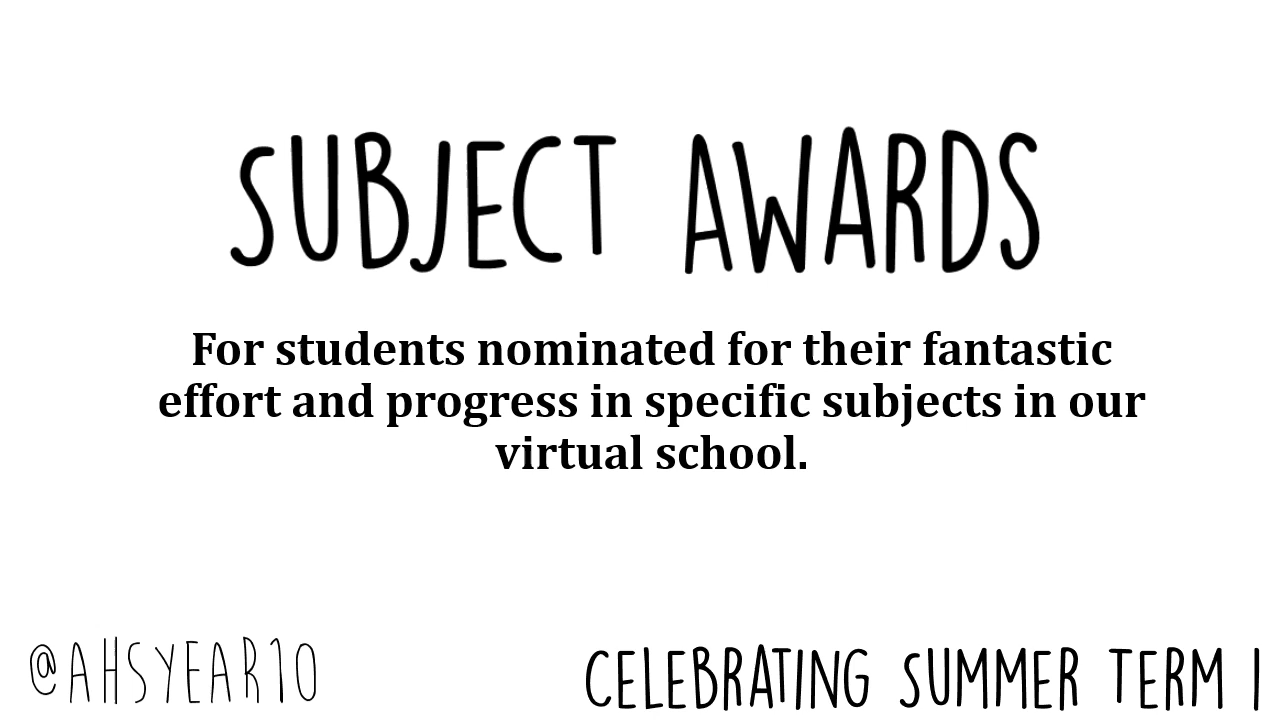 SUBJECT AWARDS
For students nominated for their fantastic
effort and progress in specific subjects in our
virtual school.
@AHSYEAR10
CELEBRATING SUMMER TERM 1